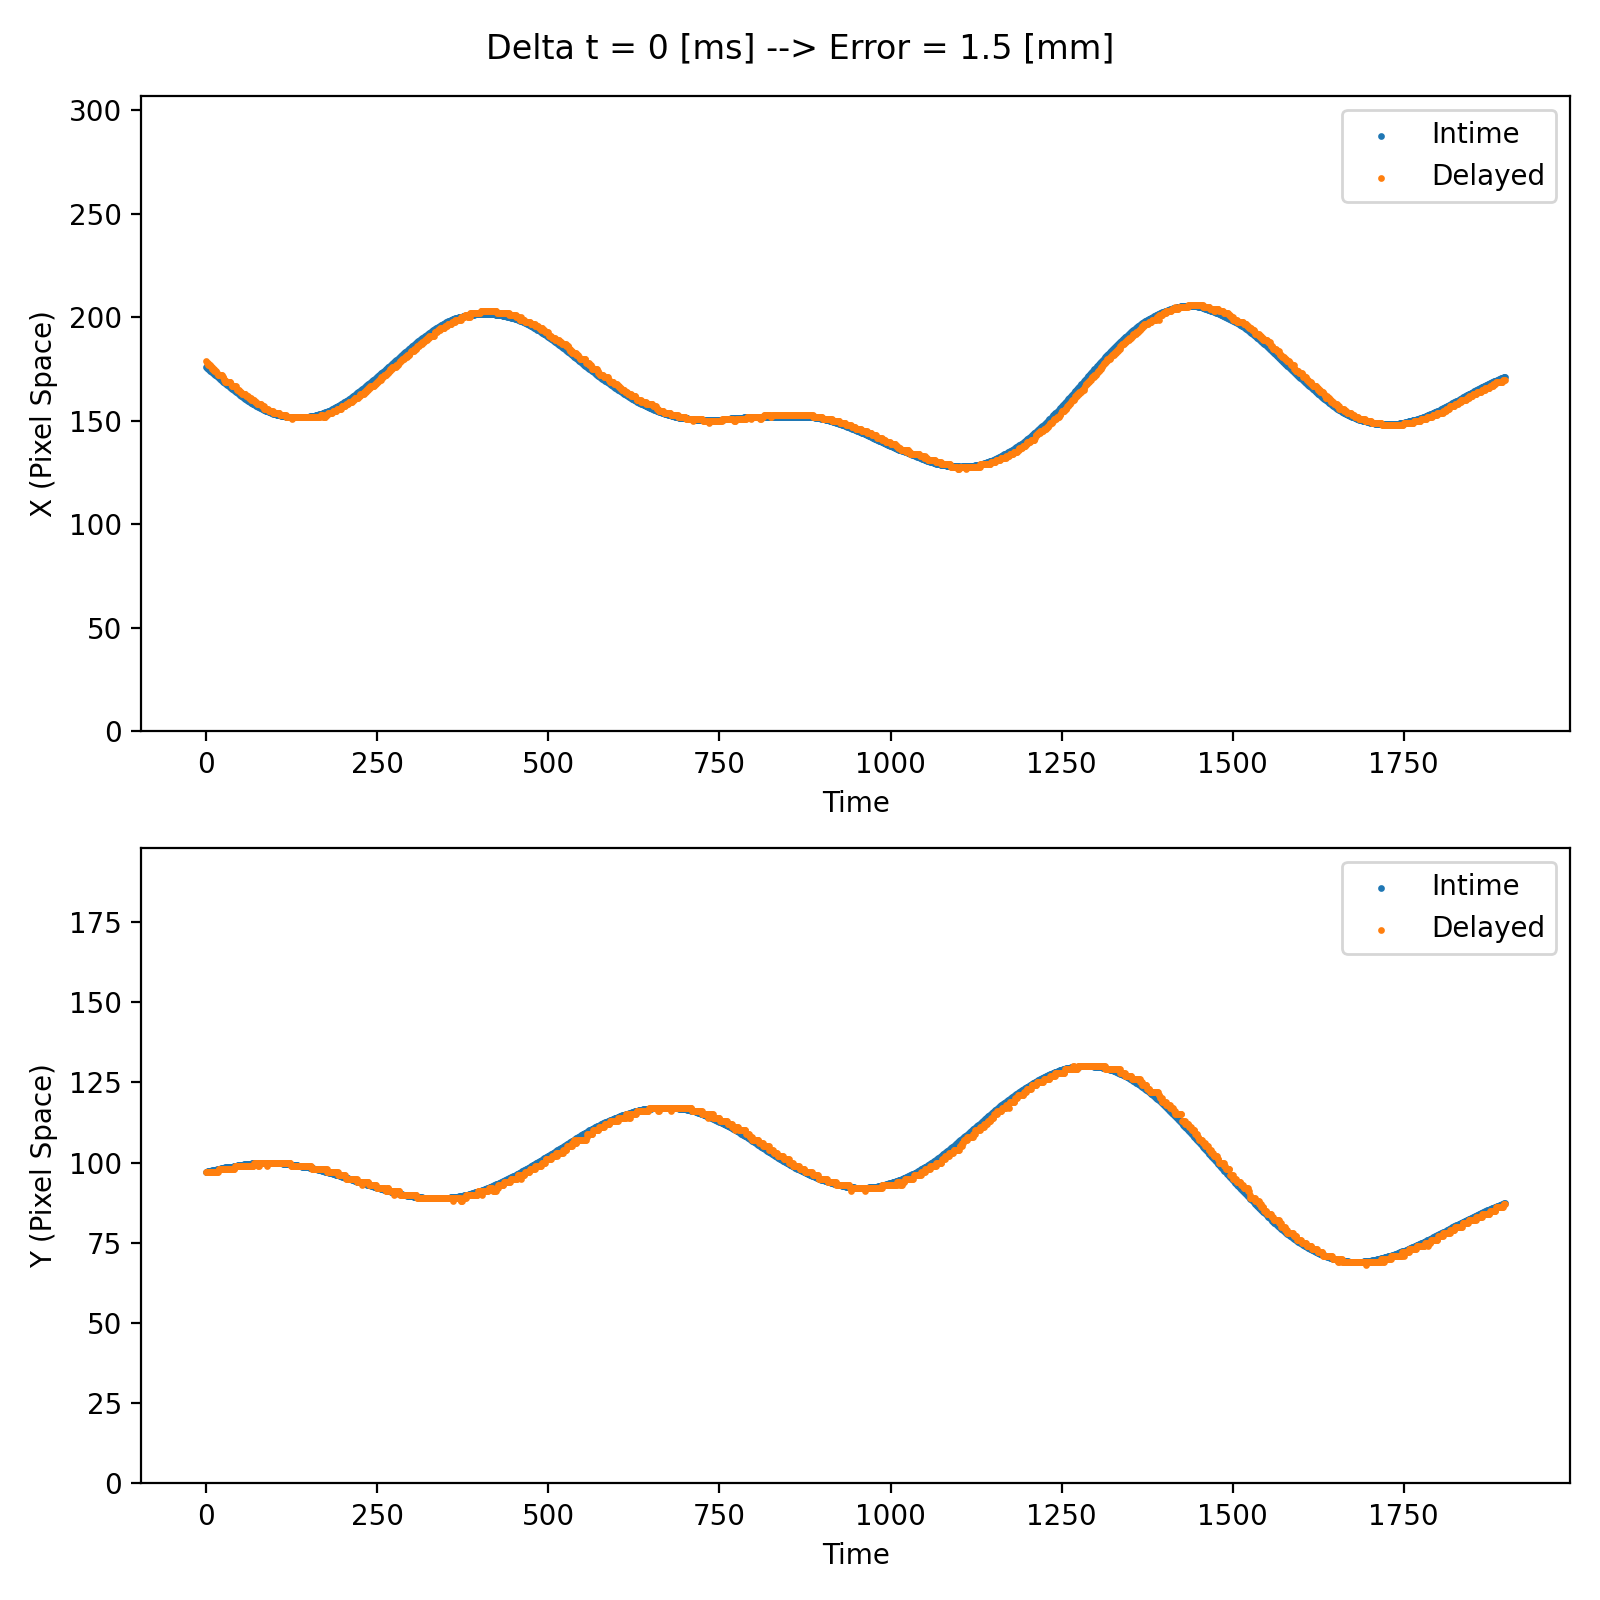 Delta t = 0 [ms] --> Error = 1.5 [mm]
300
250
200
150
100
50
0
X (Pixel Space)
Intime
Delayed
0 250 500 750 1000 1250 1500 1750
Time
175
150
125
100
75
50
25
0
Y (Pixel Space)
Intime
Delayed
0 250 500 750 1000 1250 1500 1750
Time